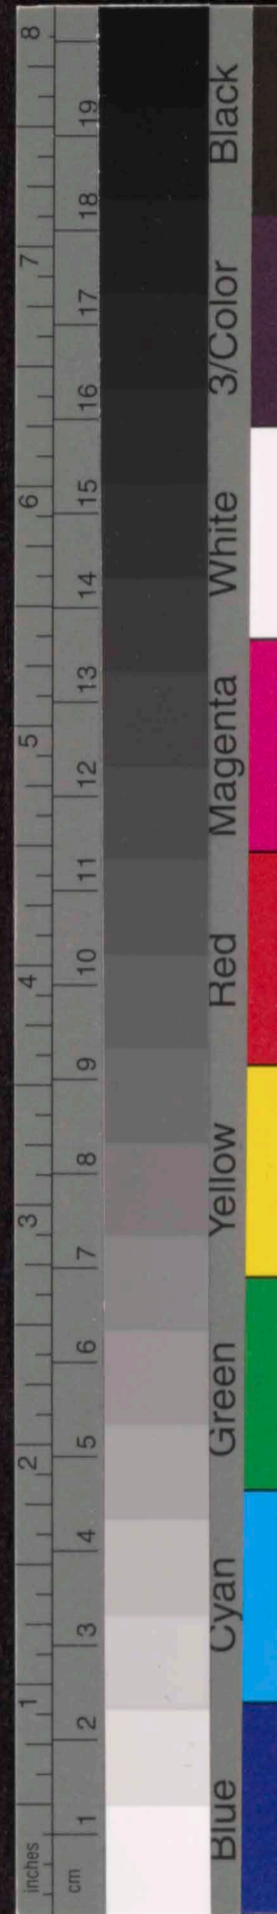 inches 1 2 3 4 5 6 7 8
cm 1 2 3 4 5 6 7 8 9 10 11 12 13 14 15 16 17 18 19
Blue Cyan Green Yellow Red Magenta White 3/Color Black